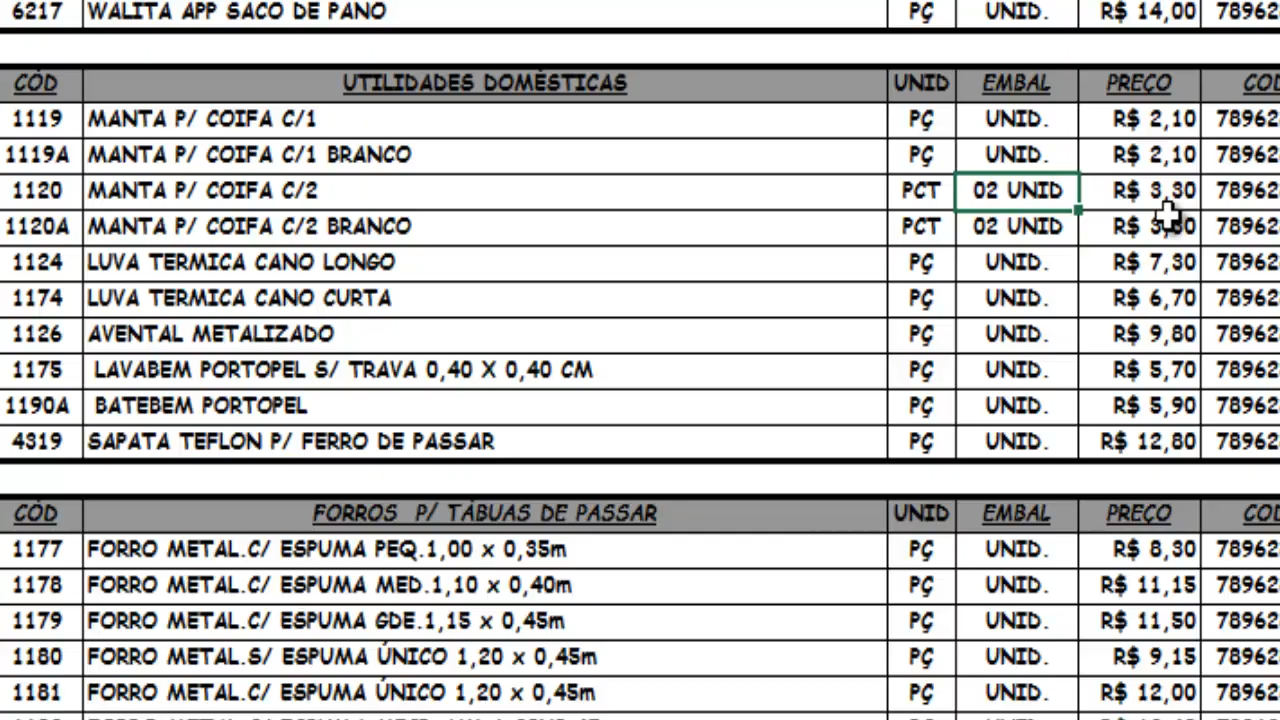 6217 WALITA APP SACO DE PANO PÇ UNID. R$ 14,00 78962
CÓD UTILIDADES DOMÉSTICAS UNID EMBAL PREÇO COD
1119 MANTA P/ COIFA C/1 PÇ UNID. R$ 2,10 78962
1119A MANTA P/ COIFA C/1 BRANCO PÇ UNID. R$ 2,10 78962
1120 MANTA P/ COIFA C/2 PCT 02 UNID R$ 3,30 78962
1120A MANTA P/ COIFA C/2 BRANCO PCT 02 UNID R$ 78962
1124 LUVA TERMICA CANO LONGO PÇ UNID. R$ 7,30 78962
1174 LUVA TERMICA CANO CURTA PÇ UNID. R$ 6,70 78962
1126 AVENTAL METALIZADO PÇ UNID. R$ 9,80 78962
1175 LAVABEM PORTOPEL S/ TRAVA 0,40 X 0,40 CM PÇ UNID. R$ 5,70 78962
1190A BATEBEM PORTOPEL PÇ UNID. R$ 5,90 78962
4319 SAPATA TEFLON P/ FERRO DE PASSAR PÇ UNID. R$ 12,80 78962
CÓD FORROS P/ TÁBUAS DE PASSAR UNID EMBAL PREÇO COD
1177 FORRO METAL.C/ ESPUMA PEQ.1,00 x 0,35m PÇ UNID. R$ 8,30 78962
1178 FORRO METAL.C/ ESPUMA MED.1,10 x 0,40m PÇ UNID. R$ 11,15 78962
1179 FORRO METAL.C/ ESPUMA GDE.1,15 x 0,45m PÇ UNID. R$ 11,50 78962
1180 FORRO METAL.S/ ESPUMA ÚNICO 1,20 x 0,45m PÇ UNID. R$ 9,15 78962
1181 FORRO METAL.C/ ESPUMA ÚNICO 1,20 x 0,45m PÇ UNID. R$ 12,00 78962